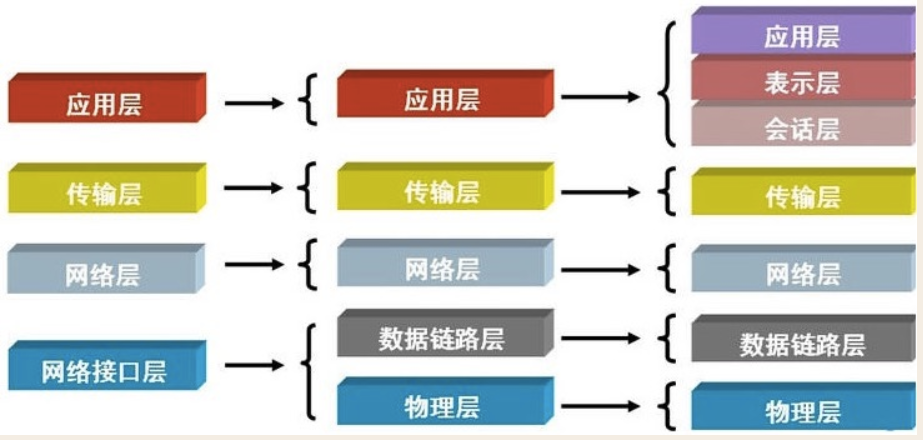 应用层
传输层
网络层
网络接口层
应用层
传输层
网络层
数据链路层
物理层
应用层
表示层
会话层
传输层
网络层
数据链路层
物理层